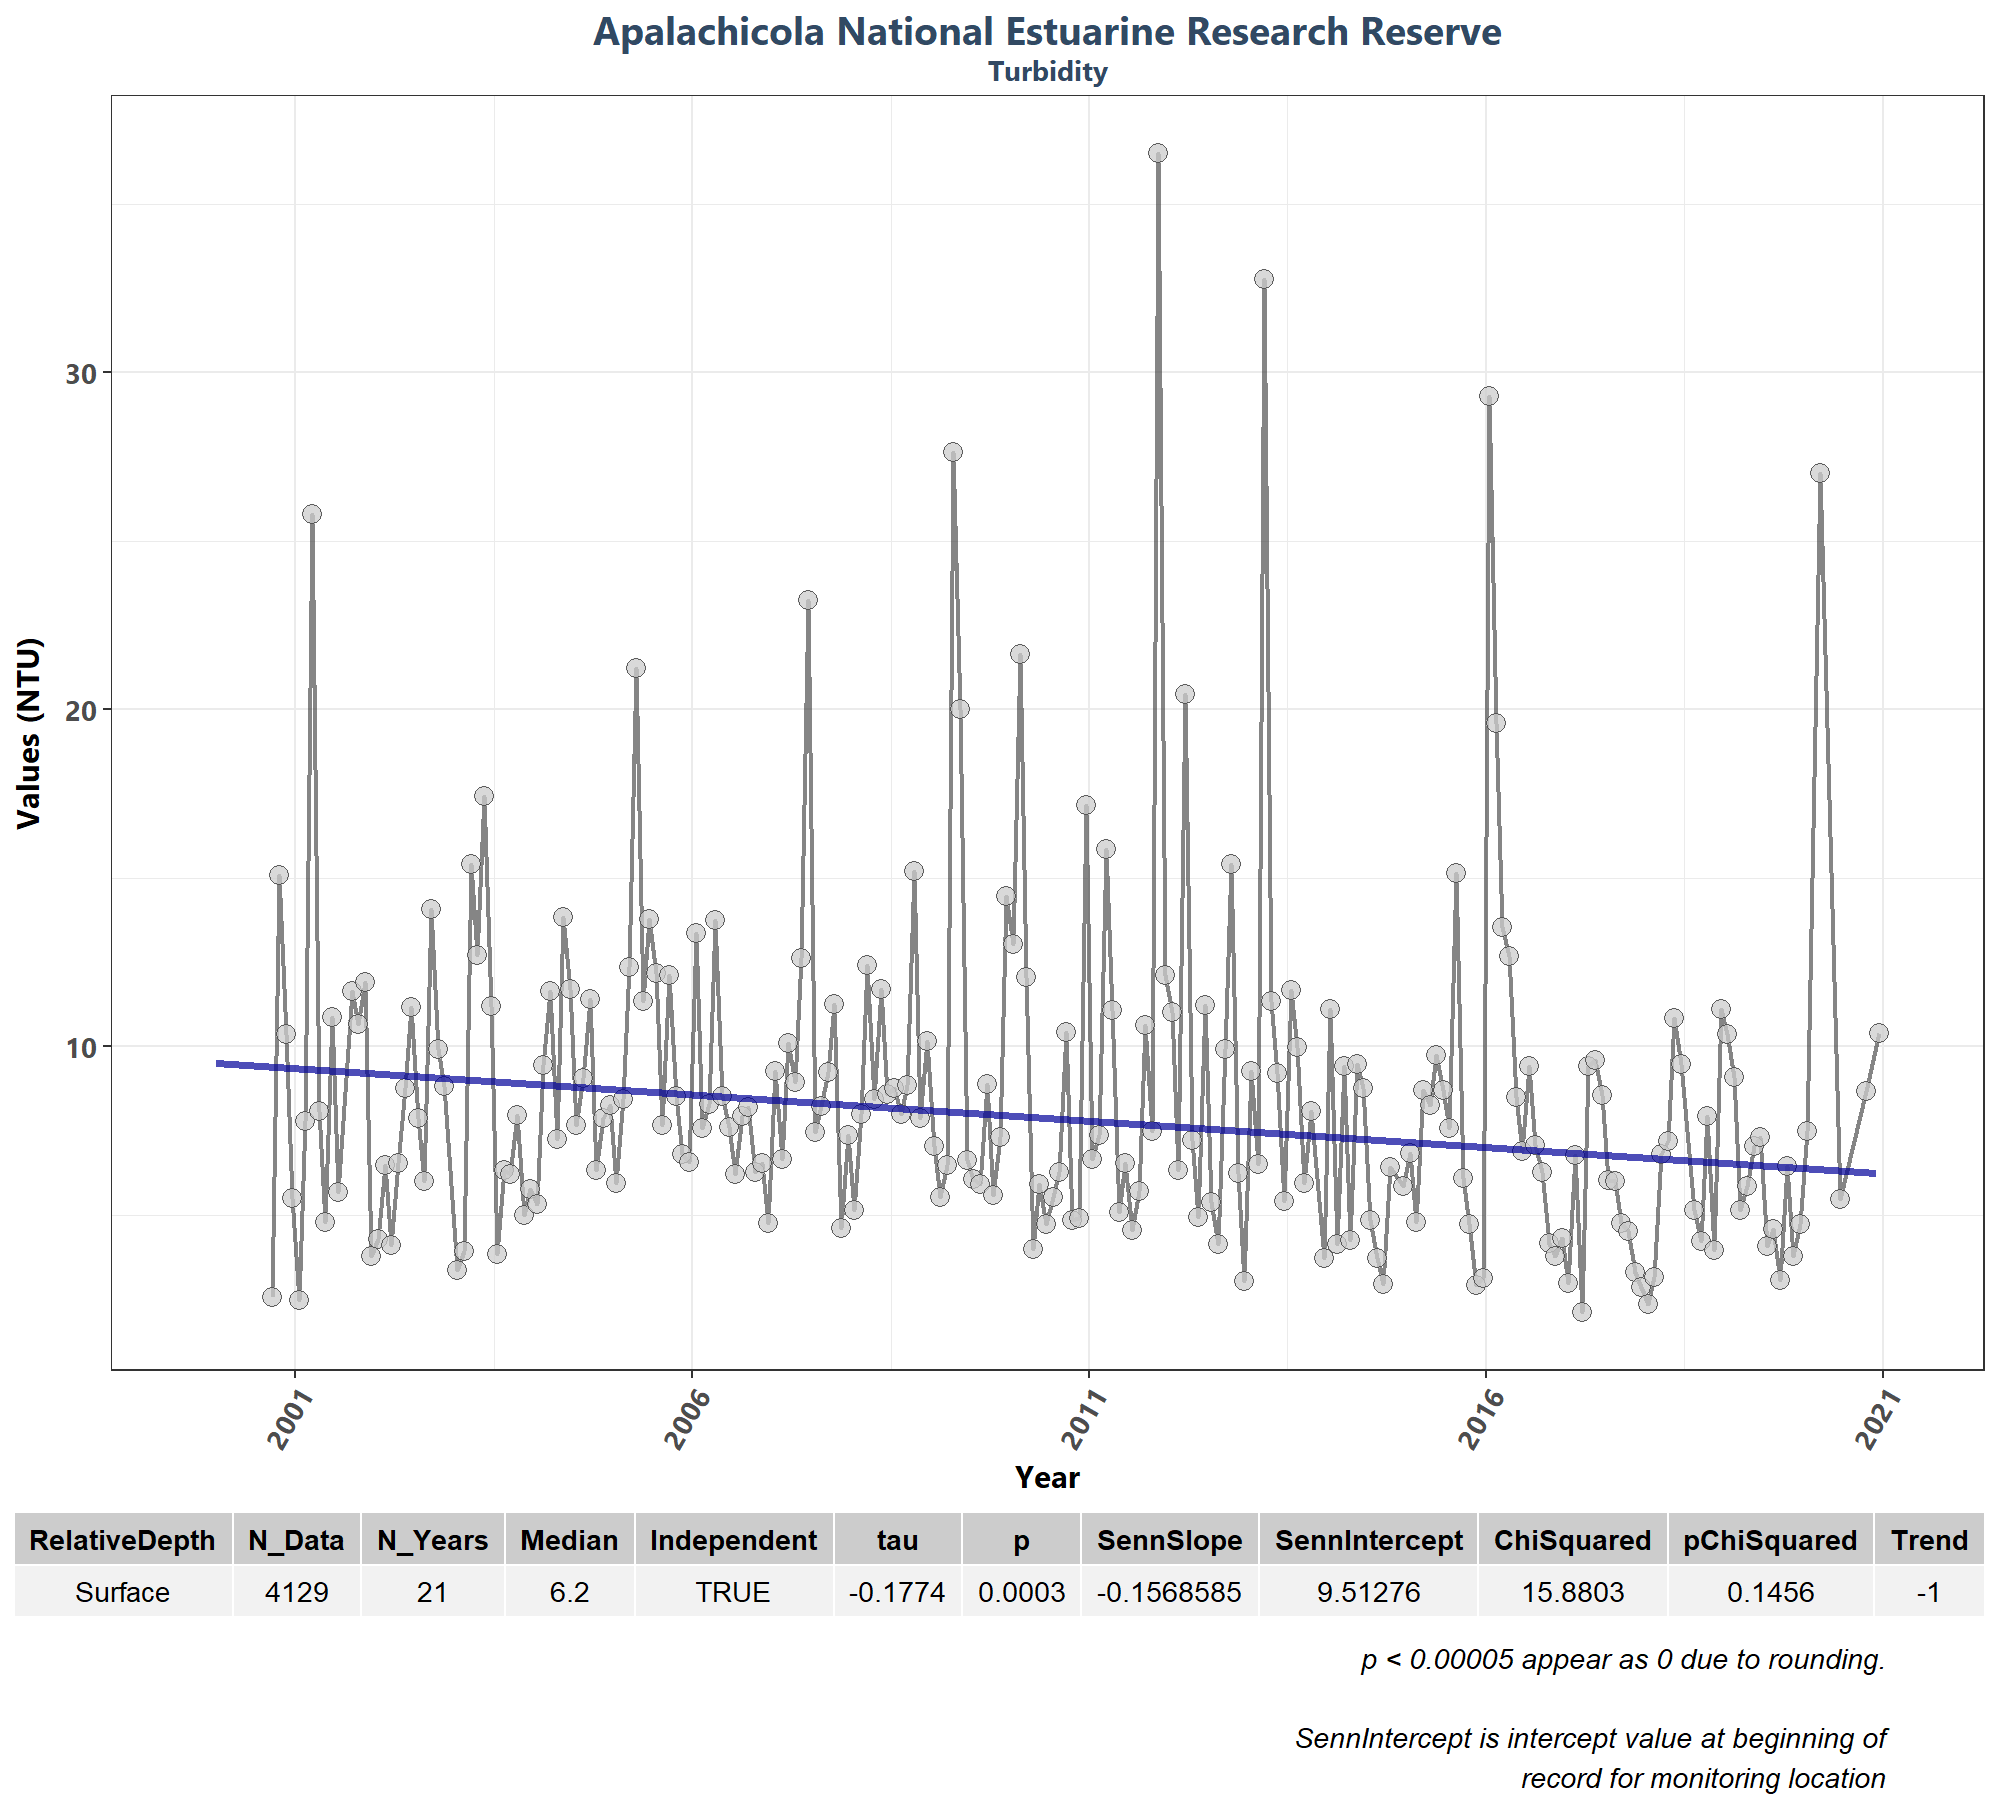 Apalachicola National Estuarine Research Reserve
Turbidity
Values (NTU)
30
20
10
2001 2006 2011 2016 2021
Year
RelativeDepth N_Data N_Years Median Independent tau p SennSlope SennIntercept ChiSquared pChiSquared Trend
Surface 4129 21 6.2 TRUE -0.1774 0.0003 -0.1568585 9.51276 15.8803 0.1456 -1
p < 0.00005 appear as 0 due to rounding.
SennIntercept is intercept value at beginning of
record for monitoring location